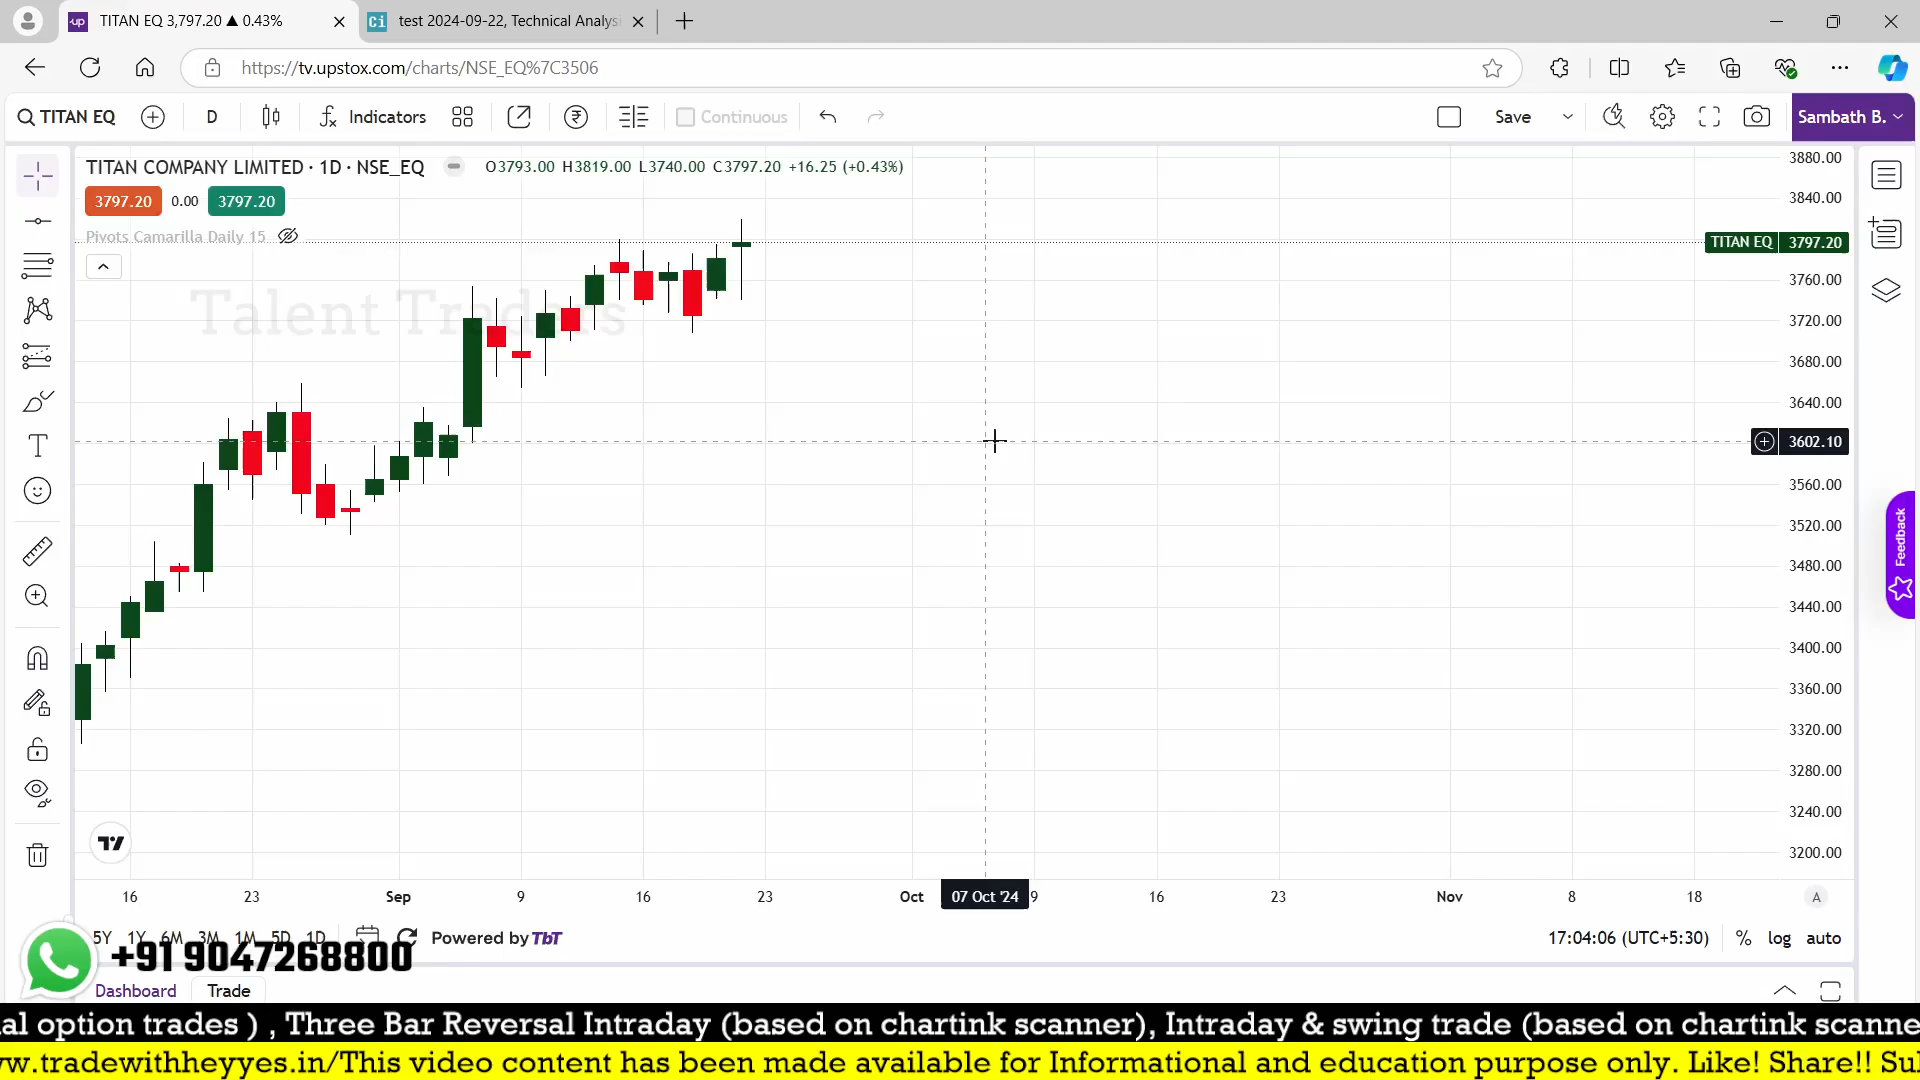 TITAN EQ 3,797.20 ▲ 0.43%
test 2024-09-22, Technical Analys
https://tv.upstox.com/charts/NSE_EQ%7C3506
TITAN EQ D Indicators Continuous Save Sambath B.
TITAN COMPANY LIMITED · 1D · NSE_EQ O3793.00 H3819.00 L3740.00 C3797.20 +16.25 (+0.43%)
3797.20 0.00 3797.20
Pivots Camarilla Daily 15
Talent Traders
3880.00
3840.00
TITAN EQ 3797.20
3760.00
3720.00
3680.00
3640.00
3602.10
3560.00
3520.00
3480.00
3440.00
3400.00
3360.00
3320.00
3280.00
3240.00
3200.00
Feedback
16 23 Sep 9 16 23 Oct 07 Oct '24 9 16 23 Nov 8 18 A
5Y 1Y 6M 3M 1M 5D 1D Powered by TbT 17:04:06 (UTC+5:30) % log auto
+91 9047268800
Dashboard Trade
al option trades ) , Three Bar Reversal Intraday (based on chartink scanner), Intraday & swing trade (based on chartink scanne
w.tradewithheyyes.in/This video content has been made available for Informational and education purpose only. Like! Share!! Su